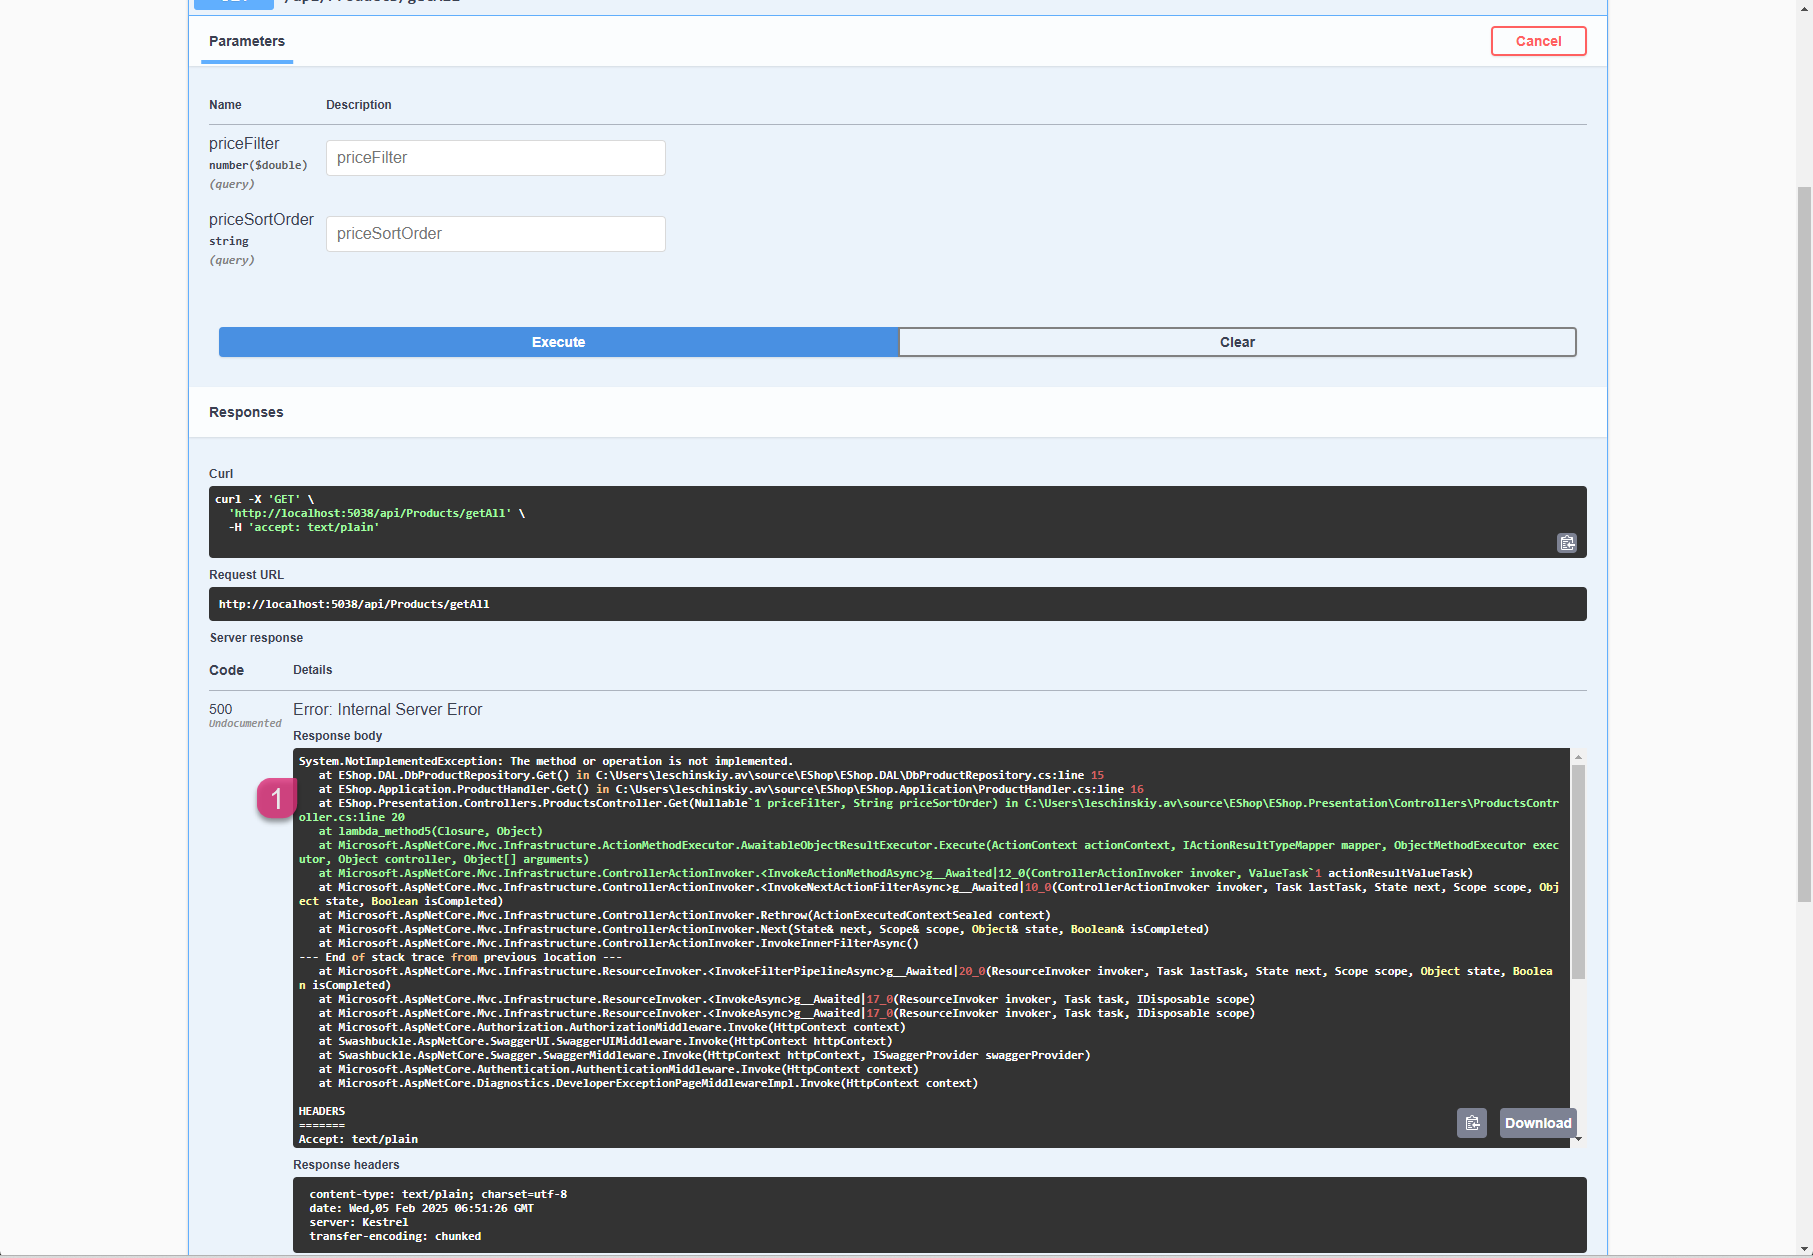 Parameters
Cancel
Name Description
priceFilter
number($double)
(query)
priceFilter
priceSortOrder
string
(query)
priceSortOrder
Execute
Clear
Responses
Curl
curl -X 'GET' \
'http://localhost:5038/api/Products/getAll' \
-H 'accept: text/plain'
Request URL
http://localhost:5038/api/Products/getAll
Server response
Code Details
500
Undocumented
Error: Internal Server Error
Response body
1
System.NotImplementedException: The method or operation is not implemented.
at EShop.DAL.DbProductRepository.Get() in C:\Users\leschinskiy.av\source\EShop\EShop.DAL\DbProductRepository.cs:line 15
at EShop.Application.ProductHandler.Get() in C:\Users\leschinskiy.av\source\EShop\EShop.Application\ProductHandler.cs:line 16
at EShop.Presentation.Controllers.ProductsController.Get(Nullable`1 priceFilter, String priceSortOrder) in C:\Users\leschinskiy.av\source\EShop\EShop.Presentation\Controllers\ProductsContr
oller.cs:line 20
at lambda_method5(Closure, Object)
at Microsoft.AspNetCore.Mvc.Infrastructure.ActionMethodExecutor.AwaitableObjectResultExecutor.Execute(ActionContext actionContext, IActionResultTypeMapper mapper, ObjectMethodExecutor exec
utor, Object controller, Object[] arguments)
at Microsoft.AspNetCore.Mvc.Infrastructure.ControllerActionInvoker.<InvokeActionMethodAsync>g__Awaited|12_0(ControllerActionInvoker invoker, ValueTask`1 actionResultValueTask)
at Microsoft.AspNetCore.Mvc.Infrastructure.ControllerActionInvoker.<InvokeNextActionFilterAsync>g__Awaited|10_0(ControllerActionInvoker invoker, Task lastTask, State next, Scope scope, Obj
ect state, Boolean isCompleted)
at Microsoft.AspNetCore.Mvc.Infrastructure.ControllerActionInvoker.Rethrow(ActionExecutedContextSealed context)
at Microsoft.AspNetCore.Mvc.Infrastructure.ControllerActionInvoker.Next(State& next, Scope& scope, Object& state, Boolean& isCompleted)
at Microsoft.AspNetCore.Mvc.Infrastructure.ControllerActionInvoker.InvokeInnerFilterAsync()
--- End of stack trace from previous location ---
at Microsoft.AspNetCore.Mvc.Infrastructure.ResourceInvoker.<InvokeFilterPipelineAsync>g__Awaited|20_0(ResourceInvoker invoker, Task lastTask, State next, Scope scope, Object state, Boolea
n isCompleted)
at Microsoft.AspNetCore.Mvc.Infrastructure.ResourceInvoker.<InvokeAsync>g__Awaited|17_0(ResourceInvoker invoker, Task task, IDisposable scope)
at Microsoft.AspNetCore.Mvc.Infrastructure.ResourceInvoker.<InvokeAsync>g__Awaited|17_0(ResourceInvoker invoker, Task task, IDisposable scope)
at Microsoft.AspNetCore.Authorization.AuthorizationMiddleware.Invoke(HttpContext context)
at Swashbuckle.AspNetCore.SwaggerUI.SwaggerUIMiddleware.Invoke(HttpContext httpContext)
at Swashbuckle.AspNetCore.Swagger.SwaggerMiddleware.Invoke(HttpContext httpContext, ISwaggerProvider swaggerProvider)
at Microsoft.AspNetCore.Authentication.AuthenticationMiddleware.Invoke(HttpContext context)
at Microsoft.AspNetCore.Diagnostics.DeveloperExceptionPageMiddlewareImpl.Invoke(HttpContext context)
HEADERS
=======
Accept: text/plain
Download
Response headers
content-type: text/plain; charset=utf-8
date: Wed,05 Feb 2025 06:51:26 GMT
server: Kestrel
transfer-encoding: chunked